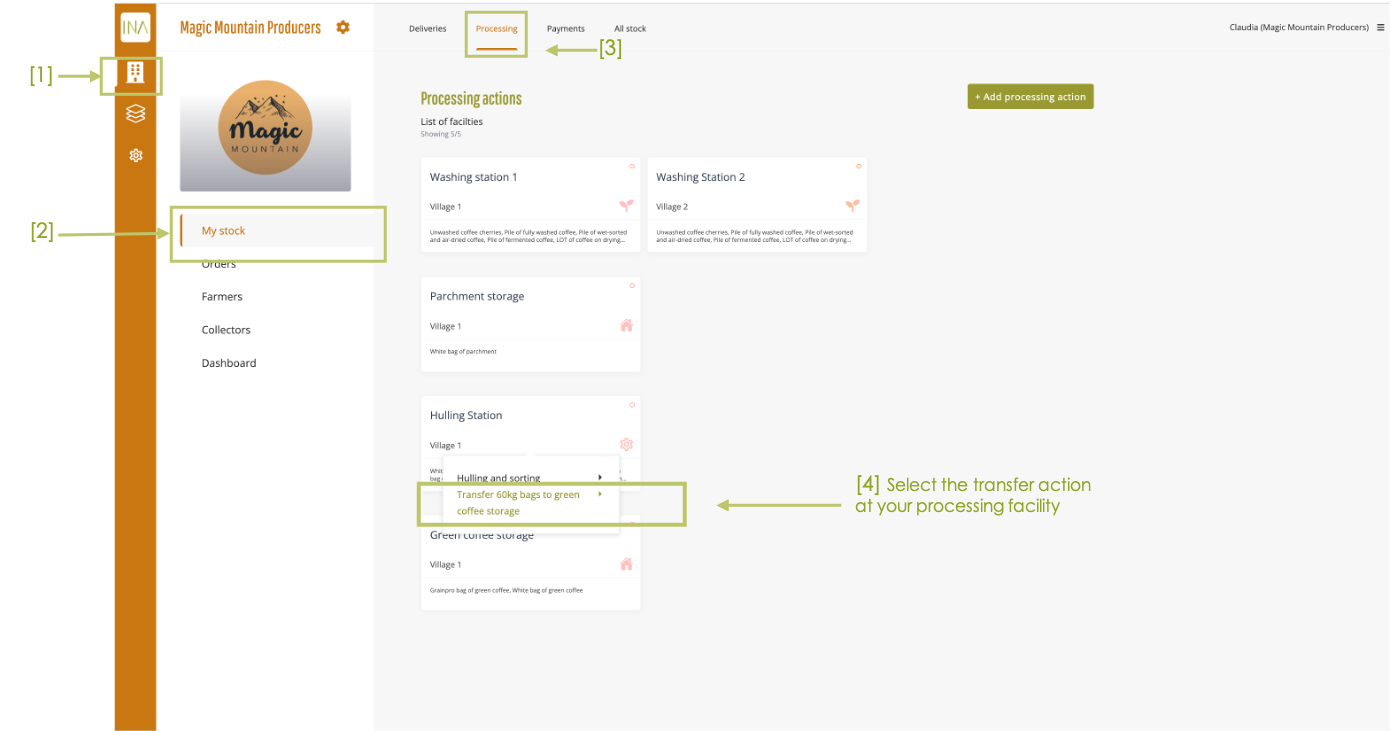 INA
Magic Mountain Producers
Deliveries
Processing
Payments
All stock
Claudia (Magic Mountain Producers)
[3]
[1]
Magic
MOUNTAIN
[2]
My stock
Orders
Farmers
Collectors
Dashboard
Processing actions
+ Add processing action
List of facilties
Showing 5/5
Washing station 1
Village 1
Unwashed coffee cherries, Pile of fully washed coffee, Pile of wet-sorted
and air-dried coffee, Pile of fermented coffee, LOT of coffee on drying...
Washing Station 2
Village 2
Unwashed coffee cherries, Pile of fully washed coffee, Pile of wet-sorted
and air-dried coffee, Pile of fermented coffee, LOT of coffee on drying...
Parchment storage
Village 1
White bag of parchment
Hulling Station
Village 1
Hulling and sorting
Transfer 60kg bags to green
coffee storage
[4] Select the transfer action
at your processing facility
Green coffee storage
Village 1
Grainpro bag of green coffee, White bag of green coffee